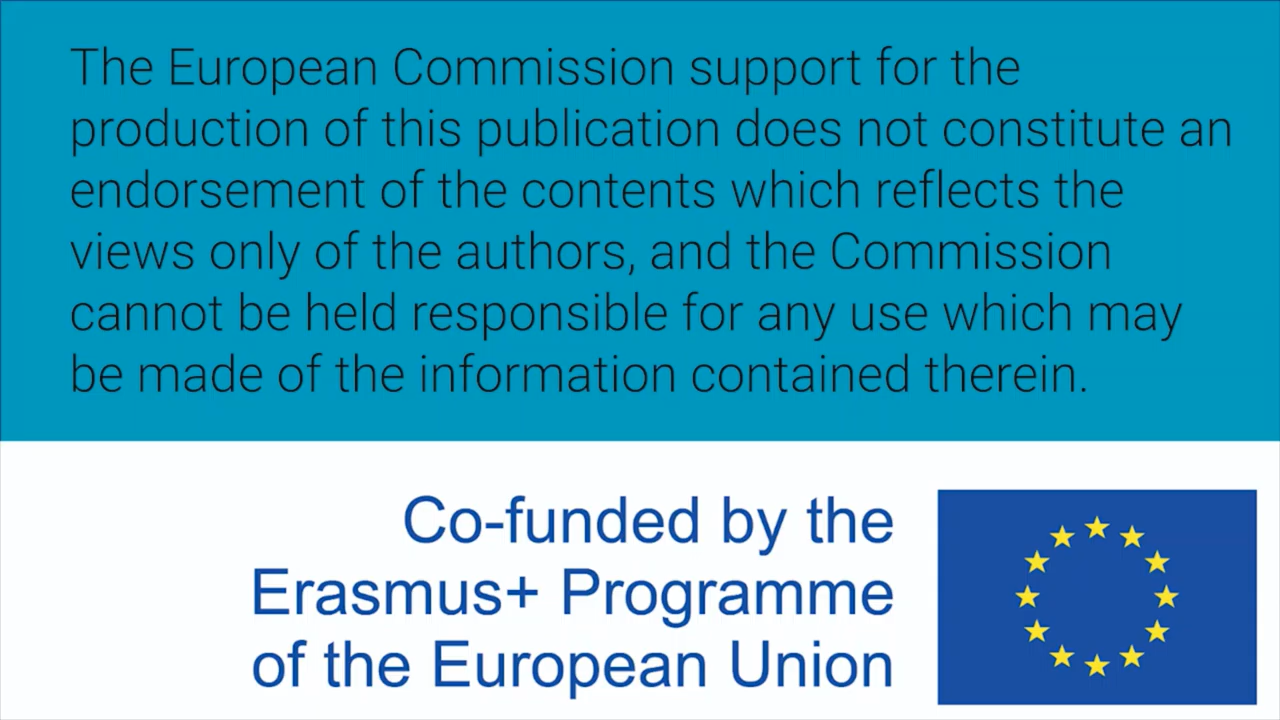 The European Commission support for the
production of this publication does not constitute an
endorsement of the contents which reflects the
views only of the authors, and the Commission
cannot be held responsible for any use which may
be made of the information contained therein.
Co-funded by the
Erasmus+ Programme
of the European Union